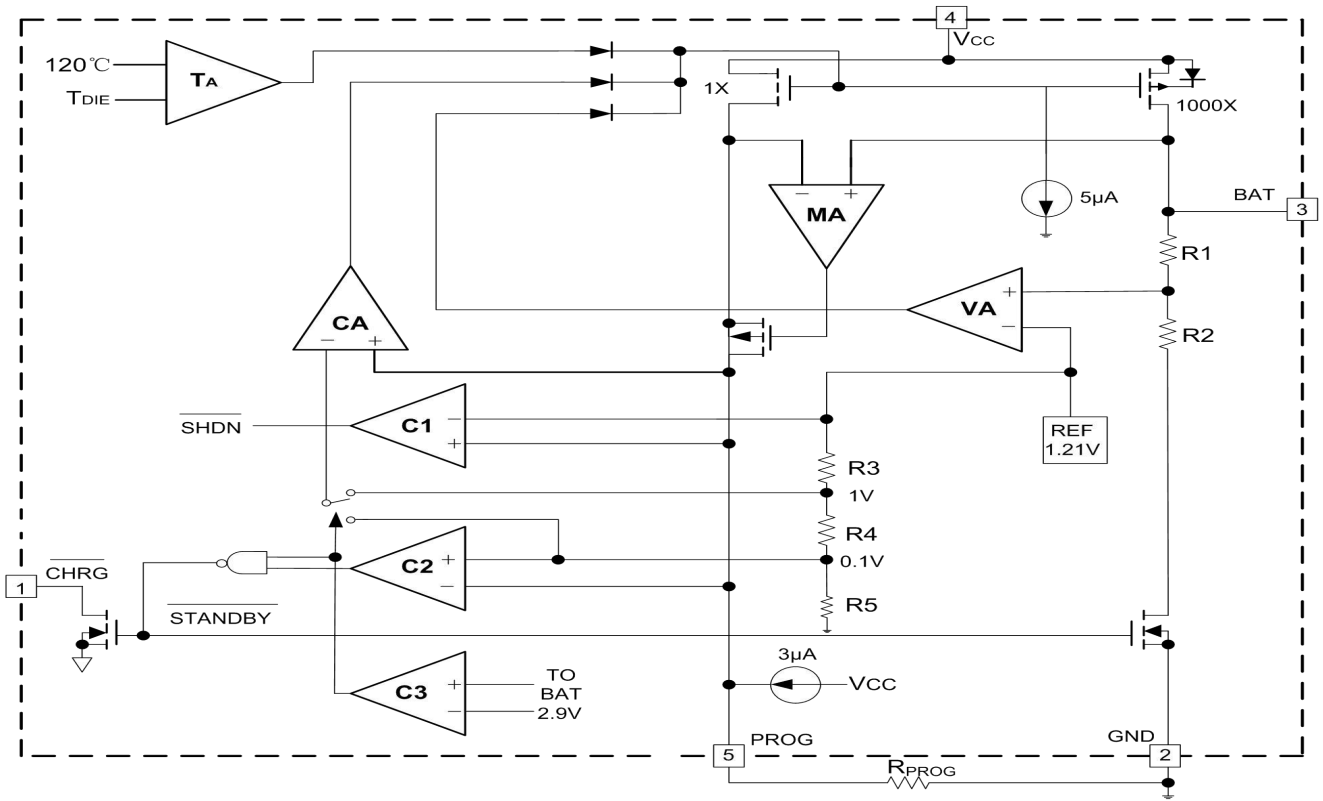 4
VCC
120℃
TA
TDIE
1X
1000X
− +
MA
5µA
BAT
3
R1
+
VA
−
R2
CA
− +
SHDN
C1
−
+
REF
1.21V
R3
1V
R4
0.1V
C2
+
−
R5
CHRG
1
STANDBY
3µA
VCC
C3
+
−
TO
BAT
2.9V
PROG
5
GND
2
RPROG